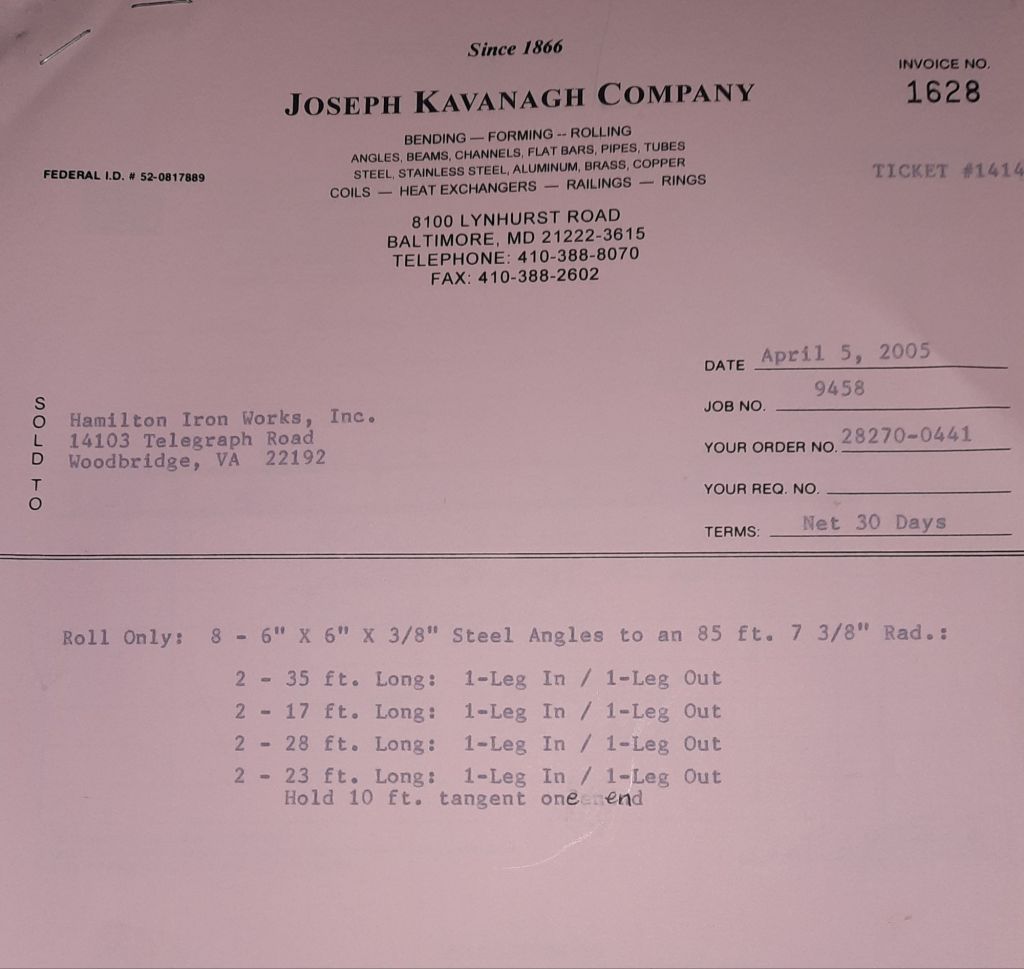 Since 1866
JOSEPH KAVANAGH COMPANY
BENDING — FORMING -- ROLLING
ANGLES, BEAMS, CHANNELS, FLAT BARS, PIPES, TUBES
STEEL, STAINLESS STEEL, ALUMINUM, BRASS, COPPER
COILS — HEAT EXCHANGERS — RAILINGS — RINGS
8100 LYNHURST ROAD
BALTIMORE, MD 21222-3615
TELEPHONE: 410-388-8070
FAX: 410-388-2602
INVOICE NO.
1628
TICKET #1414
FEDERAL I.D. # 52-0817889
DATE April 5, 2005
JOB NO. 9458
YOUR ORDER NO. 28270-0441
YOUR REQ. NO.
TERMS: Net 30 Days
SOLD TO
Hamilton Iron Works, Inc.
14103 Telegraph Road
Woodbridge, VA 22192
Roll Only: 8 - 6" X 6" X 3/8" Steel Angles to an 85 ft. 7 3/8" Rad.:
2 - 35 ft. Long: 1-Leg In / 1-Leg Out
2 - 17 ft. Long: 1-Leg In / 1-Leg Out
2 - 28 ft. Long: 1-Leg In / 1-Leg Out
2 - 23 ft. Long: 1-Leg In / 1-Leg Out
Hold 10 ft. tangent one end